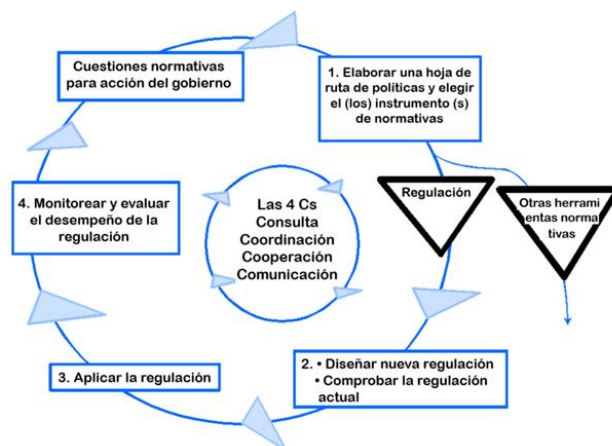 Cuestiones normativas
para acción del gobierno
1. Elaborar una hoja de
ruta de políticas y elegir
el (los) instrumento (s)
de normativas
Regulación
Otras herrami
entas norma
tivas
4. Monitorear y evaluar
el desempeño de la
regulación
Las 4 Cs
Consulta
Coordinación
Cooperación
Comunicación
3. Aplicar la regulación
2. • Diseñar nueva regulación
• Comprobar la regulación
actual